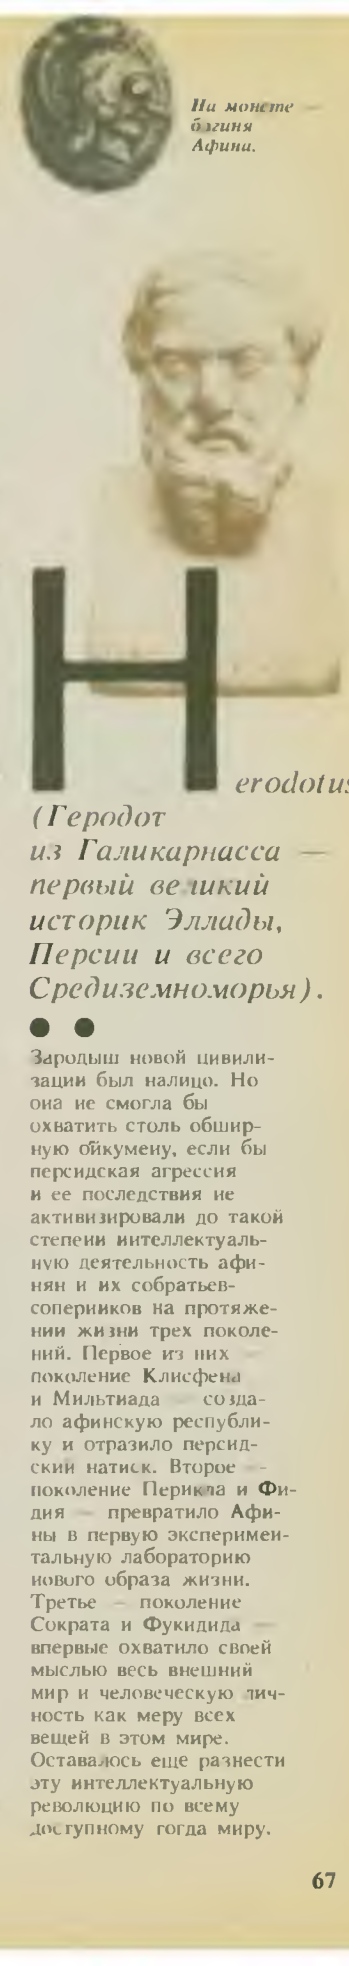 На монете —
богиня
Афина.
Herodotus
(Геродот
из Галикарнасса —
первый великий
историк Эллады,
Персии и всего
Средиземноморья).
Зародыш новой цивили-
зации был налицо. Но
она не смогла бы
охватить столь обшир-
ную ойкумену, если бы
персидская агрессия
и ее последствия не
активизировали до такой
степени интеллектуаль-
ную деятельность афи-
нян и их собратьев-
соперников на протяже-
нии жизни трех поколе-
ний. Первое из них —
поколение Клисфена
и Мильтиада — созда-
ло афинскую республи-
ку и отразило персид-
ский натиск. Второе —
поколение Перикла и Фи-
дия — превратило Афи-
ны в первую эксперимен-
тальную лабораторию
нового образа жизни.
Третье — поколение
Сократа и Фукидида —
впервые охватило своей
мыслью весь внешний
мир и человеческую лич-
ность как меру всех
вещей в этом мире.
Оставалось еще разнести
эту интеллектуальную
революцию по всему
доступному тогда миру.
67